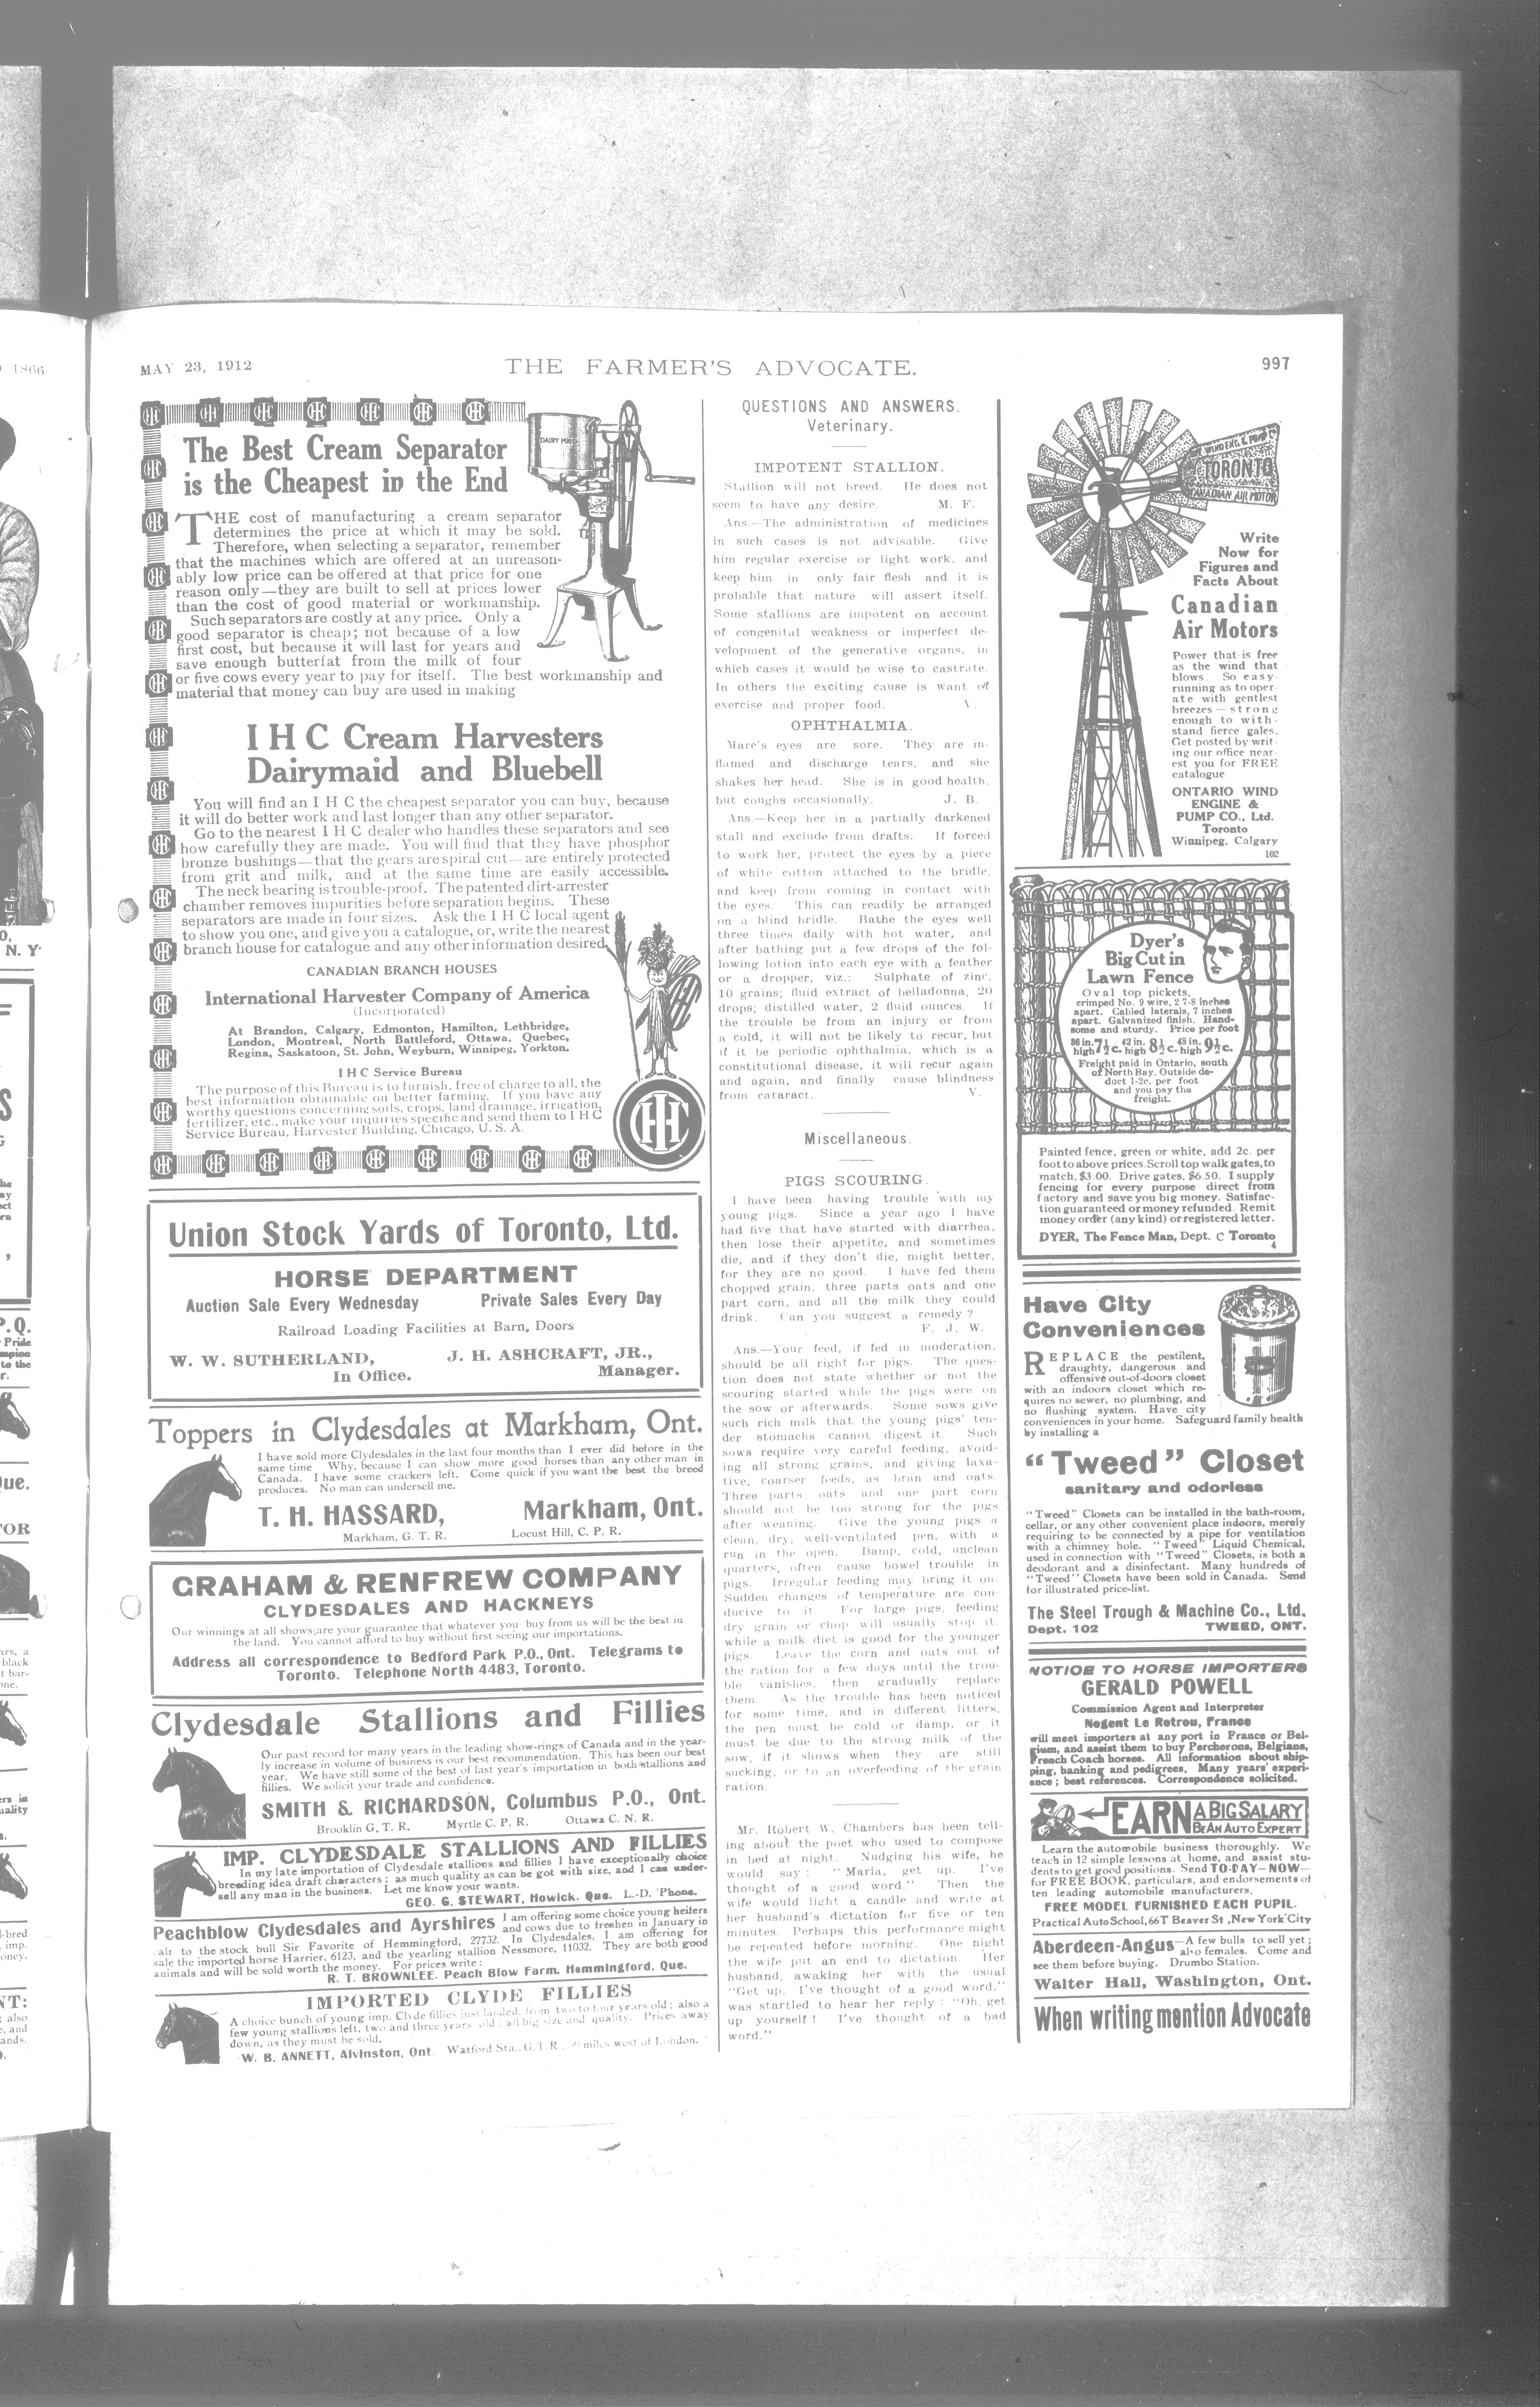 MAY 23, 1912
THE FARMER'S ADVOCATE.
997
The Best Cream Separator
is the Cheapest in the End
DAIRY MAID
THE cost of manufacturing a cream separator
determines the price at which it may be sold.
Therefore, when selecting a separator, remember
that the machines which are offered at an unreason-
ably low price can be offered at that price for one
reason only—they are built to sell at prices lower
than the cost of good material or workmanship.
Such separators are costly at any price. Only a
good separator is cheap; not because of a low
first cost, but because it will last for years and
save enough butterfat from the milk of four
or five cows every year to pay for itself. The best workmanship and
material that money can buy are used in making
I H C Cream Harvesters
Dairymaid and Bluebell
You will find an I H C the cheapest separator you can buy, because
it will do better work and last longer than any other separator.
Go to the nearest I H C dealer who handles these separators and see
how carefully they are made. You will find that they have phosphor
bronze bushings—that the gears are spiral cut—are entirely protected
from grit and milk, and at the same time are easily accessible.
The neck bearing is trouble-proof. The patented dirt-arrester
chamber removes impurities before separation begins. These
separators are made in four sizes. Ask the I H C local agent
to show you one, and give you a catalogue, or, write the nearest
branch house for catalogue and any other information desired.
CANADIAN BRANCH HOUSES
International Harvester Company of America
(Incorporated)
At Brandon, Calgary, Edmonton, Hamilton, Lethbridge,
London, Montreal, North Battleford, Ottawa, Quebec,
Regina, Saskatoon, St. John, Weyburn, Winnipeg, Yorkton.
I H C Service Bureau
The purpose of this Bureau is to furnish, free of charge to all, the
best information obtainable on better farming. If you have any
worthy questions concerning soils, crops, land drainage, irrigation,
fertilizer, etc., make your inquiries specific and send them to I H C
Service Bureau, Harvester Building, Chicago, U. S. A.
IHC
Union Stock Yards of Toronto, Ltd.
HORSE DEPARTMENT
Auction Sale Every Wednesday Private Sales Every Day
Railroad Loading Facilities at Barn, Doors
W. W. SUTHERLAND, J. H. ASHCRAFT, JR.,
In Office. Manager.
Toppers in Clydesdales at Markham, Ont.
I have sold more Clydesdales in the last four months than I ever did before in the
same time Why, because I can show more good horses than any other man in
Canada. I have some crackers left. Come quick if you want the best the breed
produces. No man can undersell me.
T. H. HASSARD, Markham, Ont.
Markham, G. T. R. Locust Hill, C. P. R.
GRAHAM & RENFREW COMPANY
CLYDESDALES AND HACKNEYS
Our winnings at all shows are your guarantee that whatever you buy from us will be the best in
the land. You cannot afford to buy without first seeing our importations.
Address all correspondence to Bedford Park P.O., Ont. Telegrams to
Toronto. Telephone North 4483, Toronto.
Clydesdale Stallions and Fillies
Our past record for many years in the leading show-rings of Canada and in the year-
ly increase in volume of business is our best recommendation. This has been our best
year. We have still some of the best of last year's importation in both stallions and
fillies. We solicit your trade and confidence.
SMITH & RICHARDSON, Columbus P.O., Ont.
Brooklin G. T. R. Myrtle C. P. R. Ottawa C. N. R.
IMP. CLYDESDALE STALLIONS AND FILLIES
In my late importation of Clydesdale stallions and fillies I have exceptionally choice
breeding idea draft characters; as much quality as can be got with size, and I can under-
sell any man in the business. Let me know your wants.
GEO. G. STEWART, Howick, Que. L.-D. 'Phone.
Peachblow Clydesdales and Ayrshires I am offering some choice young heifers
and cows due to freshen in January in
calf to the stock bull Sir Favorite of Hemmingford, 27732. In Clydesdales, I am offering for
sale the imported horse Harrier, 6123, and the yearling stallion Nessmore, 11032. They are both good
animals and will be sold worth the money. For prices write:
R. T. BROWNLEE, Peach Blow Farm, Hemmingford, Que.
IMPORTED CLYDE FILLIES
A choice bunch of young imp. Clyde fillies just landed, from two to four years old; also a
few young stallions left, two and three years old; all big size and quality. Prices away
down, as they must be sold.
W. B. ANNETT, Alvinston, Ont Watford Sta., G. T. R., miles west of London.
QUESTIONS AND ANSWERS.
Veterinary.
IMPOTENT STALLION.
Stallion will not breed. He does not
seem to have any desire. M. F.
Ans.—The administration of medicines
in such cases is not advisable. Give
him regular exercise or light work, and
keep him in only fair flesh and it is
probable that nature will assert itself.
Some stallions are impotent on account
of congenital weakness or imperfect de-
velopment of the generative organs, in
which cases it would be wise to castrate.
In others the exciting cause is want of
exercise and proper food. V.
OPHTHALMIA.
Mare's eyes are sore. They are in-
flamed and discharge tears, and she
shakes her head. She is in good health,
but coughs occasionally. J. B.
Ans.—Keep her in a partially darkened
stall and exclude from drafts. If forced
to work her, protect the eyes by a piece
of white cotton attached to the bridle,
and keep from coming in contact with
the eyes. This can readily be arranged
on a blind bridle. Bathe the eyes well
three times daily with hot water, and
after bathing put a few drops of the fol-
lowing lotion into each eye with a feather
or a dropper, viz.: Sulphate of zinc,
10 grains; fluid extract of belladonna, 20
drops; distilled water, 2 fluid ounces. If
the trouble be from an injury or from
a cold, it will not be likely to recur, but
if it be periodic ophthalmia, which is a
constitutional disease, it will recur again
and again, and finally cause blindness
from cataract. V.
Miscellaneous.
PIGS SCOURING.
I have been having trouble with my
young pigs. Since a year ago I have
had five that have started with diarrhea,
then lose their appetite, and sometimes
die, and if they don't die, might better,
for they are no good. I have fed them
chopped grain, three parts oats and one
part corn, and all the milk they could
drink. Can you suggest a remedy?
F. J. W.
Ans.—Your feed, if fed in moderation,
should be all right for pigs. The ques-
tion does not state whether or not the
scouring started while the pigs were on
the sow or afterwards. Some sows give
such rich milk that the young pigs' ten-
der stomachs cannot digest it. Such
sows require very careful feeding, avoid-
ing all strong grains, and giving laxa-
tive, coarser feeds, as bran and oats.
Three parts oats and one part corn
should not be too strong for the pigs
after weaning. Give the young pigs a
clean, dry, well-ventilated pen, with a
run in the open. Damp, cold, unclean
quarters, often cause bowel trouble in
pigs. Irregular feeding may bring it on.
Sudden changes of temperature are con-
ducive to it. For large pigs, feeding
dry grain or chop will usually stop it,
while a milk diet is good for the younger
pigs. Leave the corn and oats out of
the ration for a few days until the trou-
ble vanishes, then gradually replace
them. As the trouble has been noticed
for some time, and in different litters,
the pen must be cold or damp, or it
must be due to the strong milk of the
sow, if it shows when they are still
sucking, or to an overfeeding of the grain
ration.
Mr. Robert W. Chambers has been tell-
ing about the poet who used to compose
in bed at night. Nudging his wife, he
would say: "Maria, get up. I've
thought of a good word." Then the
wife would light a candle and write at
her husband's dictation for five or ten
minutes. Perhaps this performance might
be repeated before morning. One night
the wife put an end to dictation. Her
husband, awaking her with the usual
"Get up. I've thought of a good word,"
was startled to hear her reply: "Oh, get
up yourself! I've thought of a bad
word."
WIND ENG. & PUMP
TORONTO
CANADIAN AIR MOTOR
Write
Now for
Figures and
Facts About
Canadian
Air Motors
Power that is free
as the wind that
blows. So easy-
running as to oper-
ate with gentlest
breezes—strong
enough to with-
stand fierce gales.
Get posted by writ-
ing our office near-
est you for FREE
catalogue
ONTARIO WIND
ENGINE &
PUMP CO., Ltd.
Toronto
Winnipeg, Calgary
102
Dyer's
Big Cut in
Lawn Fence
Oval top pickets,
crimped No. 9 wire, 2 7-8 inches
apart. Cabled laterals, 7 inches
apart. Galvanized finish. Hand-
some and sturdy. Price per foot
36 in. high 7½c. 42 in. high 8½c. 48 in. high 9½c.
Freight paid in Ontario, south
of North Bay. Outside de-
duct 1-2c. per foot
and you pay the
freight.
Painted fence, green or white, add 2c. per
foot to above prices. Scroll top walk gates, to
match, $3.00. Drive gates, $6.50. I supply
fencing for every purpose direct from
factory and save you big money. Satisfac-
tion guaranteed or money refunded. Remit
money order (any kind) or registered letter.
DYER, The Fence Man, Dept. C Toronto
4
Have City
Conveniences
REPLACE the pestilent,
draughty, dangerous and
offensive out-of-doors closet
with an indoors closet which re-
quires no sewer, no plumbing, and
no flushing system. Have city
conveniences in your home. Safeguard family health
by installing a
"Tweed" Closet
sanitary and odorless
"Tweed" Closets can be installed in the bath-room,
cellar, or any other convenient place indoors, merely
requiring to be connected by a pipe for ventilation
with a chimney hole. "Tweed" Liquid Chemical,
used in connection with "Tweed" Closets, is both a
deodorant and a disinfectant. Many hundreds of
"Tweed" Closets have been sold in Canada. Send
for illustrated price-list.
The Steel Trough & Machine Co., Ltd.
Dept. 102 TWEED, ONT.
NOTICE TO HORSE IMPORTERS
GERALD POWELL
Commission Agent and Interpreter
Nogent Le Rotrou, France
will meet importers at any port in France or Bel-
gium, and assist them to buy Percherons, Belgians,
French Coach horses. All information about ship-
ping, banking and pedigrees. Many years' experi-
ence; best references. Correspondence solicited.
EARN A BIG SALARY
BE AN AUTO EXPERT
Learn the automobile business thoroughly. We
teach in 12 simple lessons at home, and assist stu-
dents to get good positions. Send TO-DAY—NOW—
for FREE BOOK, particulars, and endorsements of
ten leading automobile manufacturers.
FREE MODEL FURNISHED EACH PUPIL.
Practical Auto School, 66T Beaver St., New York City
Aberdeen-Angus—A few bulls to sell yet;
also females. Come and
see them before buying. Drumbo Station.
Walter Hall, Washington, Ont.
When writing mention Advocate